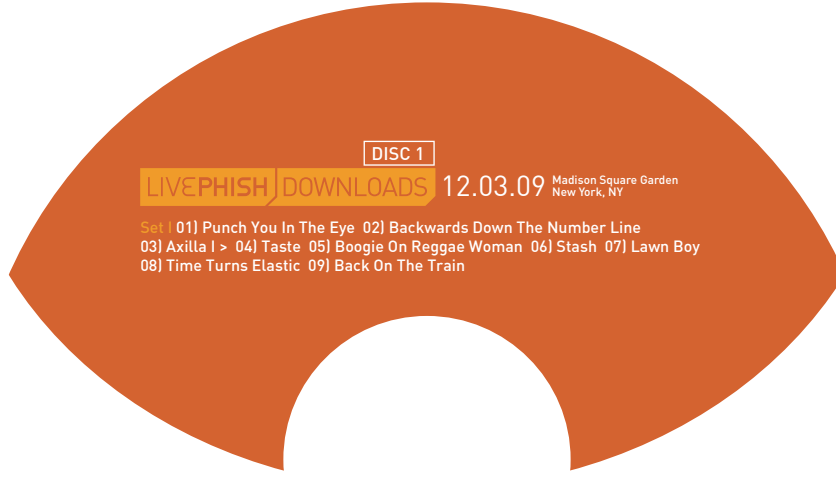 DISC 1
LIVEPHISH DOWNLOADS 12.03.09 Madison Square Garden
New York, NY
Set I 01) Punch You In The Eye 02) Backwards Down The Number Line
03) Axilla I > 04) Taste 05) Boogie On Reggae Woman 06) Stash 07) Lawn Boy
08) Time Turns Elastic 09) Back On The Train